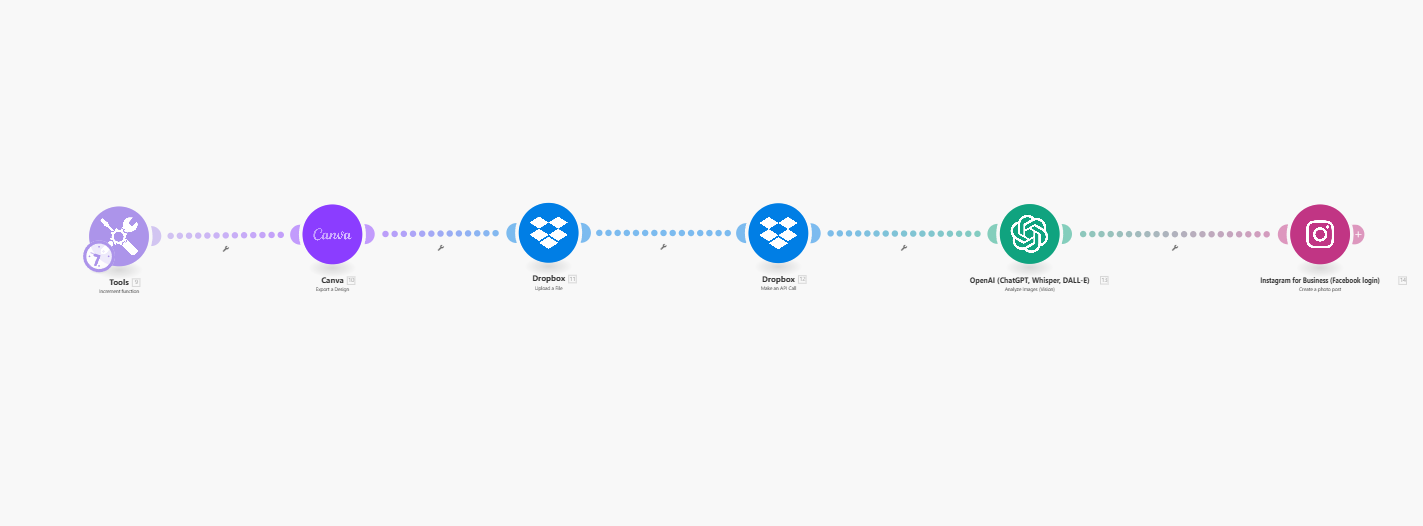 Canva
Tools 9
Increment function
Canva 10
Export a Design
Dropbox 11
Upload a File
Dropbox 12
Make an API Call
OpenAI (ChatGPT, Whisper, DALL-E) 13
Analyze Images (Vision)
Instagram for Business (Facebook login) 14
Create a photo post